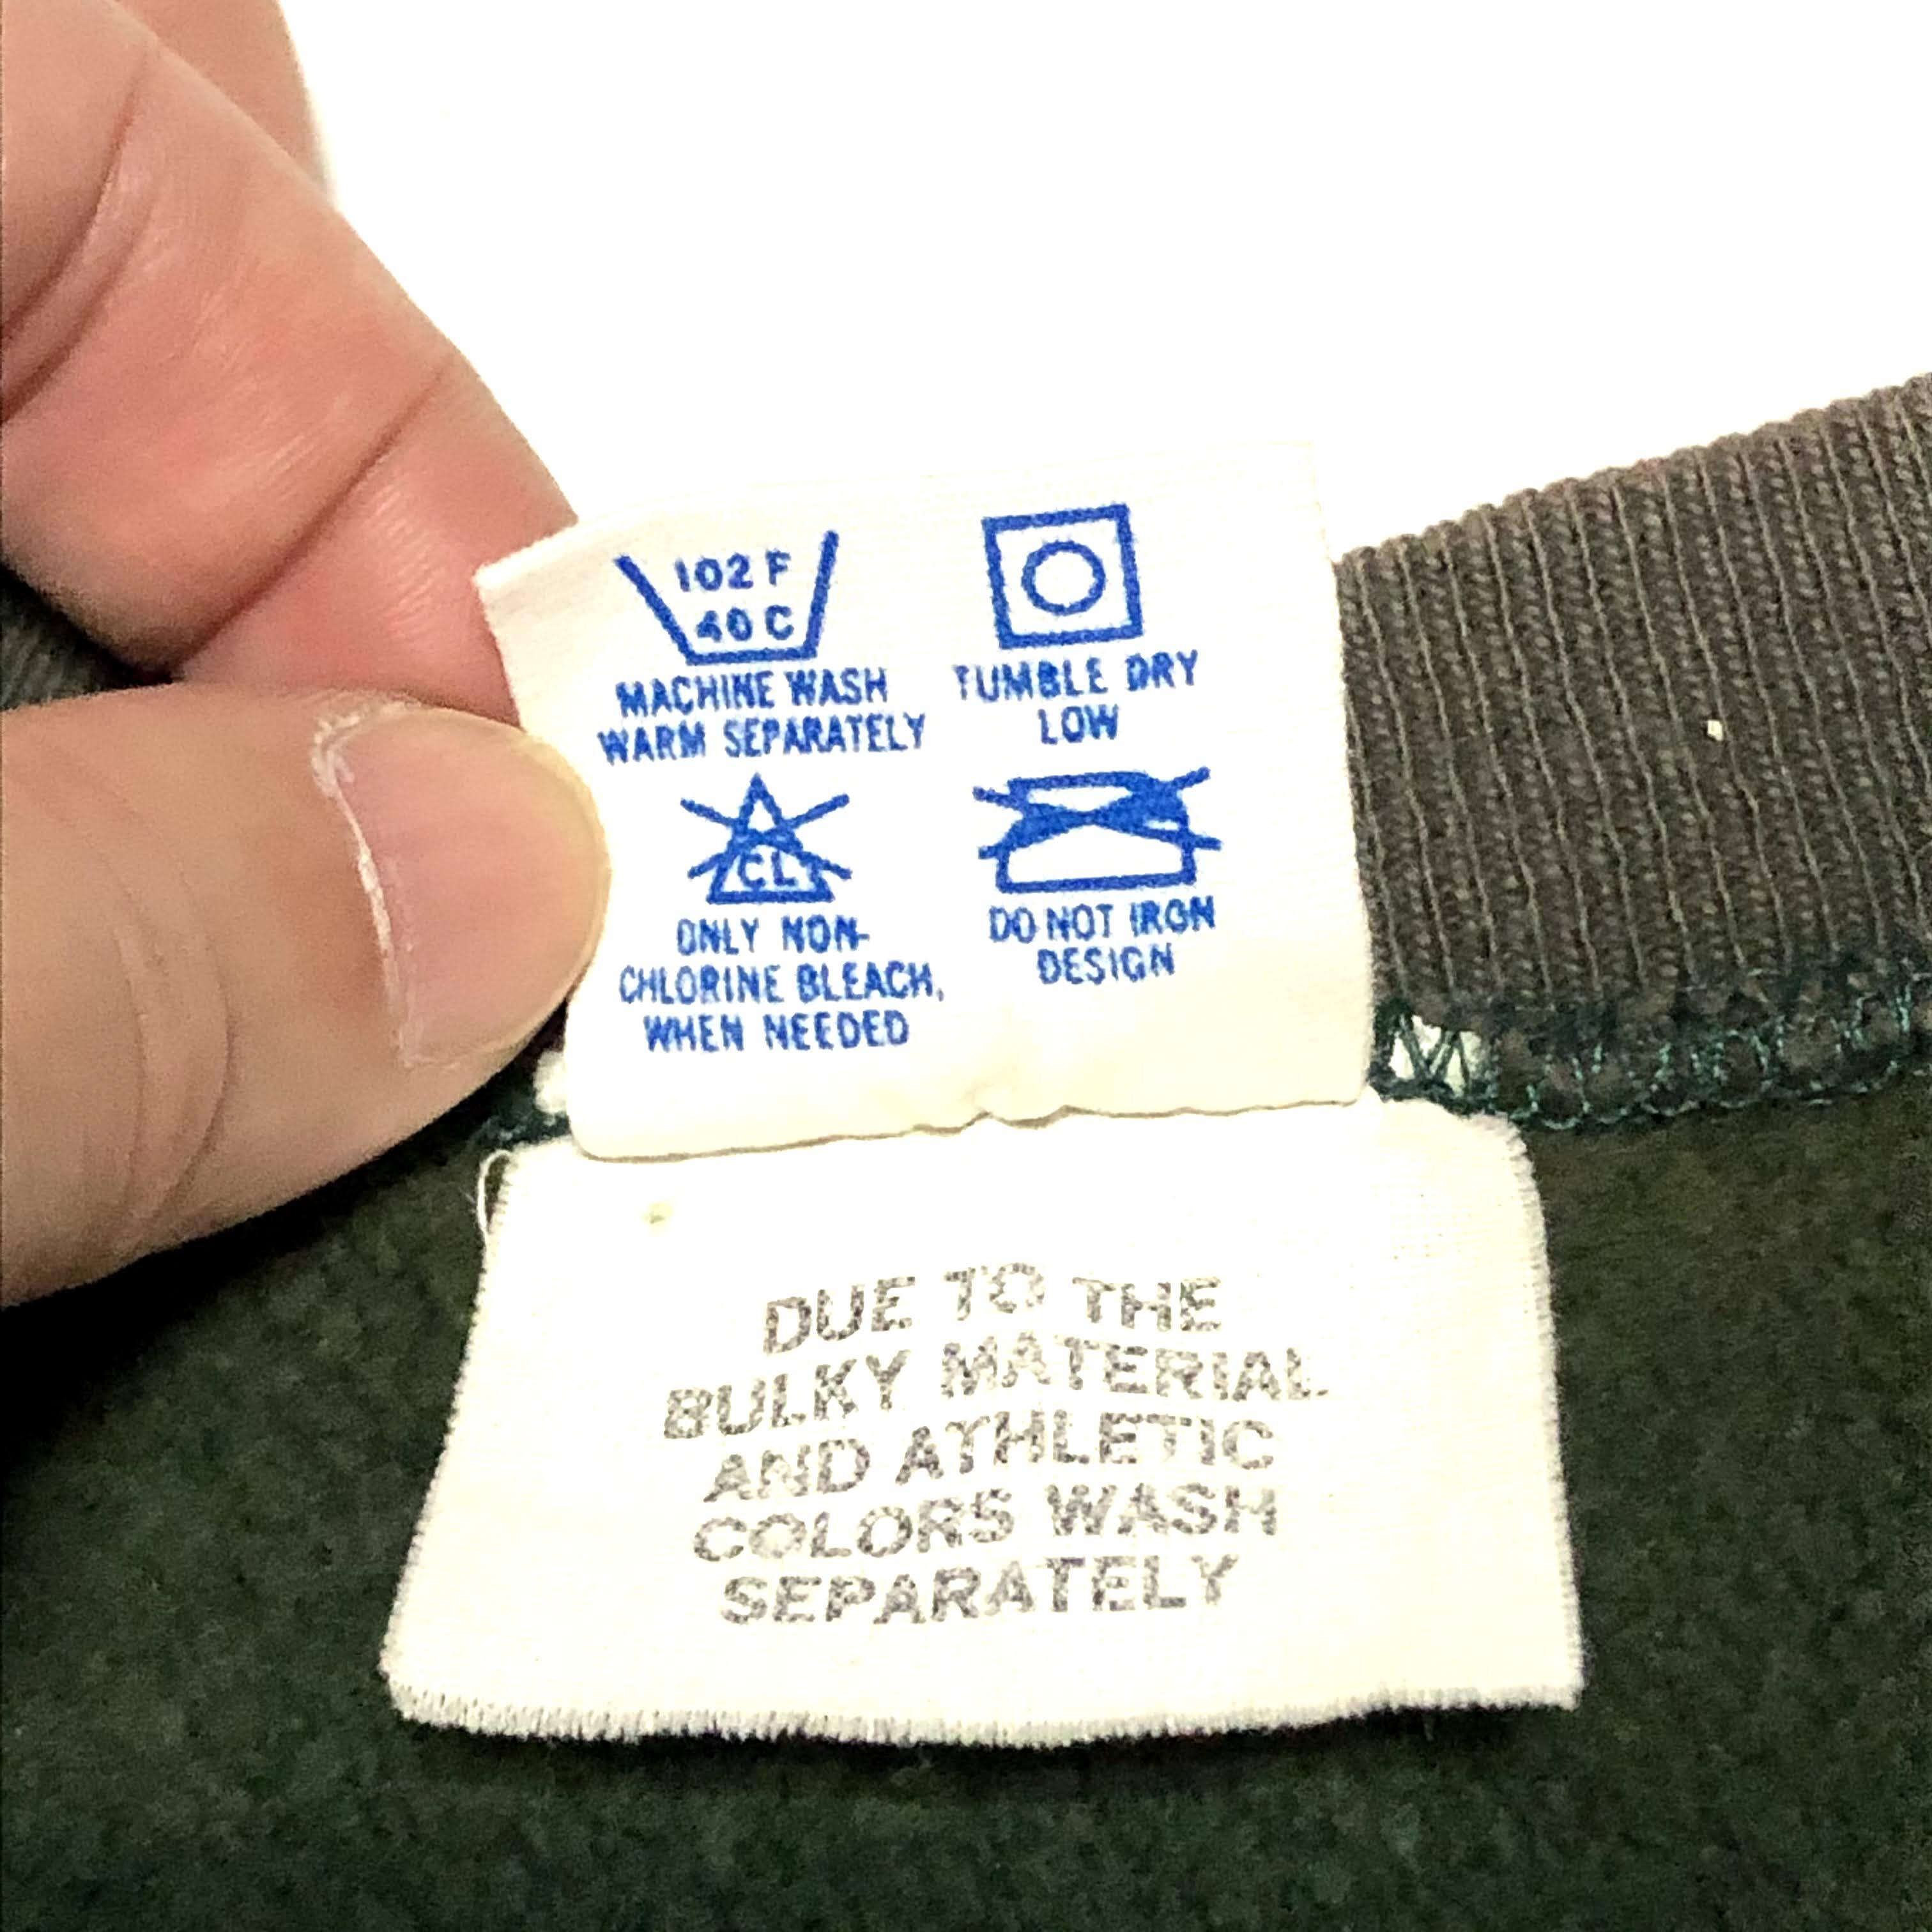 102 F
40 C
MACHINE WASH
WARM SEPARATELY
TUMBLE DRY
LOW
CL
ONLY NON-
CHLORINE BLEACH,
WHEN NEEDED
DO NOT IRON
DESIGN
DUE TO THE
BULKY MATERIAL
AND ATHLETIC
COLORS WASH
SEPARATELY